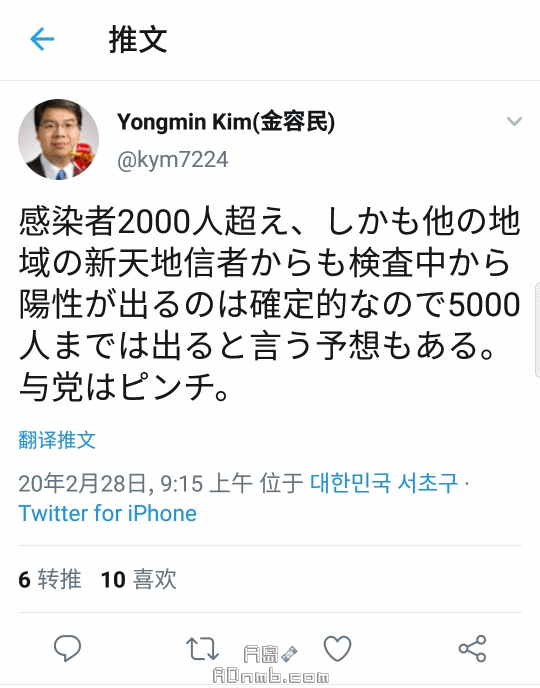 推文
Yongmin Kim(金容民)
@kym7224
感染者2000人超え、しかも他の地
域の新天地信者からも検査中から
陽性が出るのは確定的なので5000
人までは出ると言う予想もある。
与党はピンチ。
翻译推文
20年2月28日, 9:15 上午 位于 대한민국 서초구 ·
Twitter for iPhone
6 转推 10 喜欢
A岛
ADnmb.com